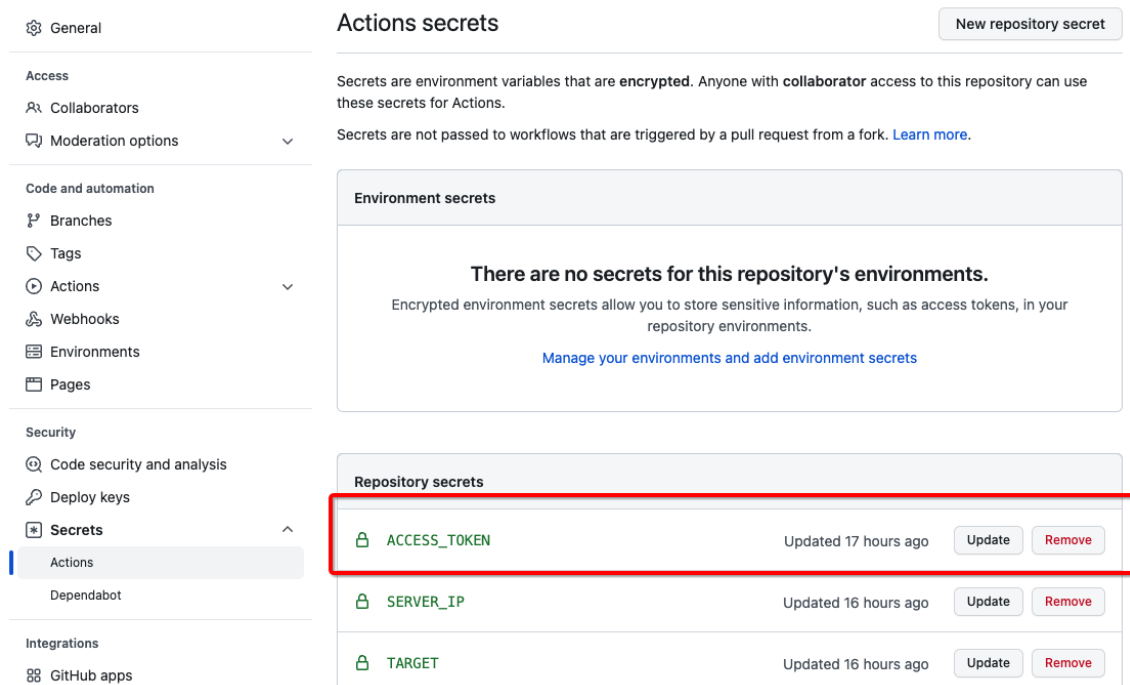 General
Access
Collaborators
Moderation options
Code and automation
Branches
Tags
Actions
Webhooks
Environments
Pages
Security
Code security and analysis
Deploy keys
Secrets
Actions
Dependabot
Integrations
GitHub apps
Actions secrets
New repository secret
Secrets are environment variables that are encrypted. Anyone with collaborator access to this repository can use
these secrets for Actions.
Secrets are not passed to workflows that are triggered by a pull request from a fork. Learn more.
Environment secrets
There are no secrets for this repository's environments.
Encrypted environment secrets allow you to store sensitive information, such as access tokens, in your
repository environments.
Manage your environments and add environment secrets
Repository secrets
ACCESS_TOKEN Updated 17 hours ago Update Remove
SERVER_IP Updated 16 hours ago Update Remove
TARGET Updated 16 hours ago Update Remove